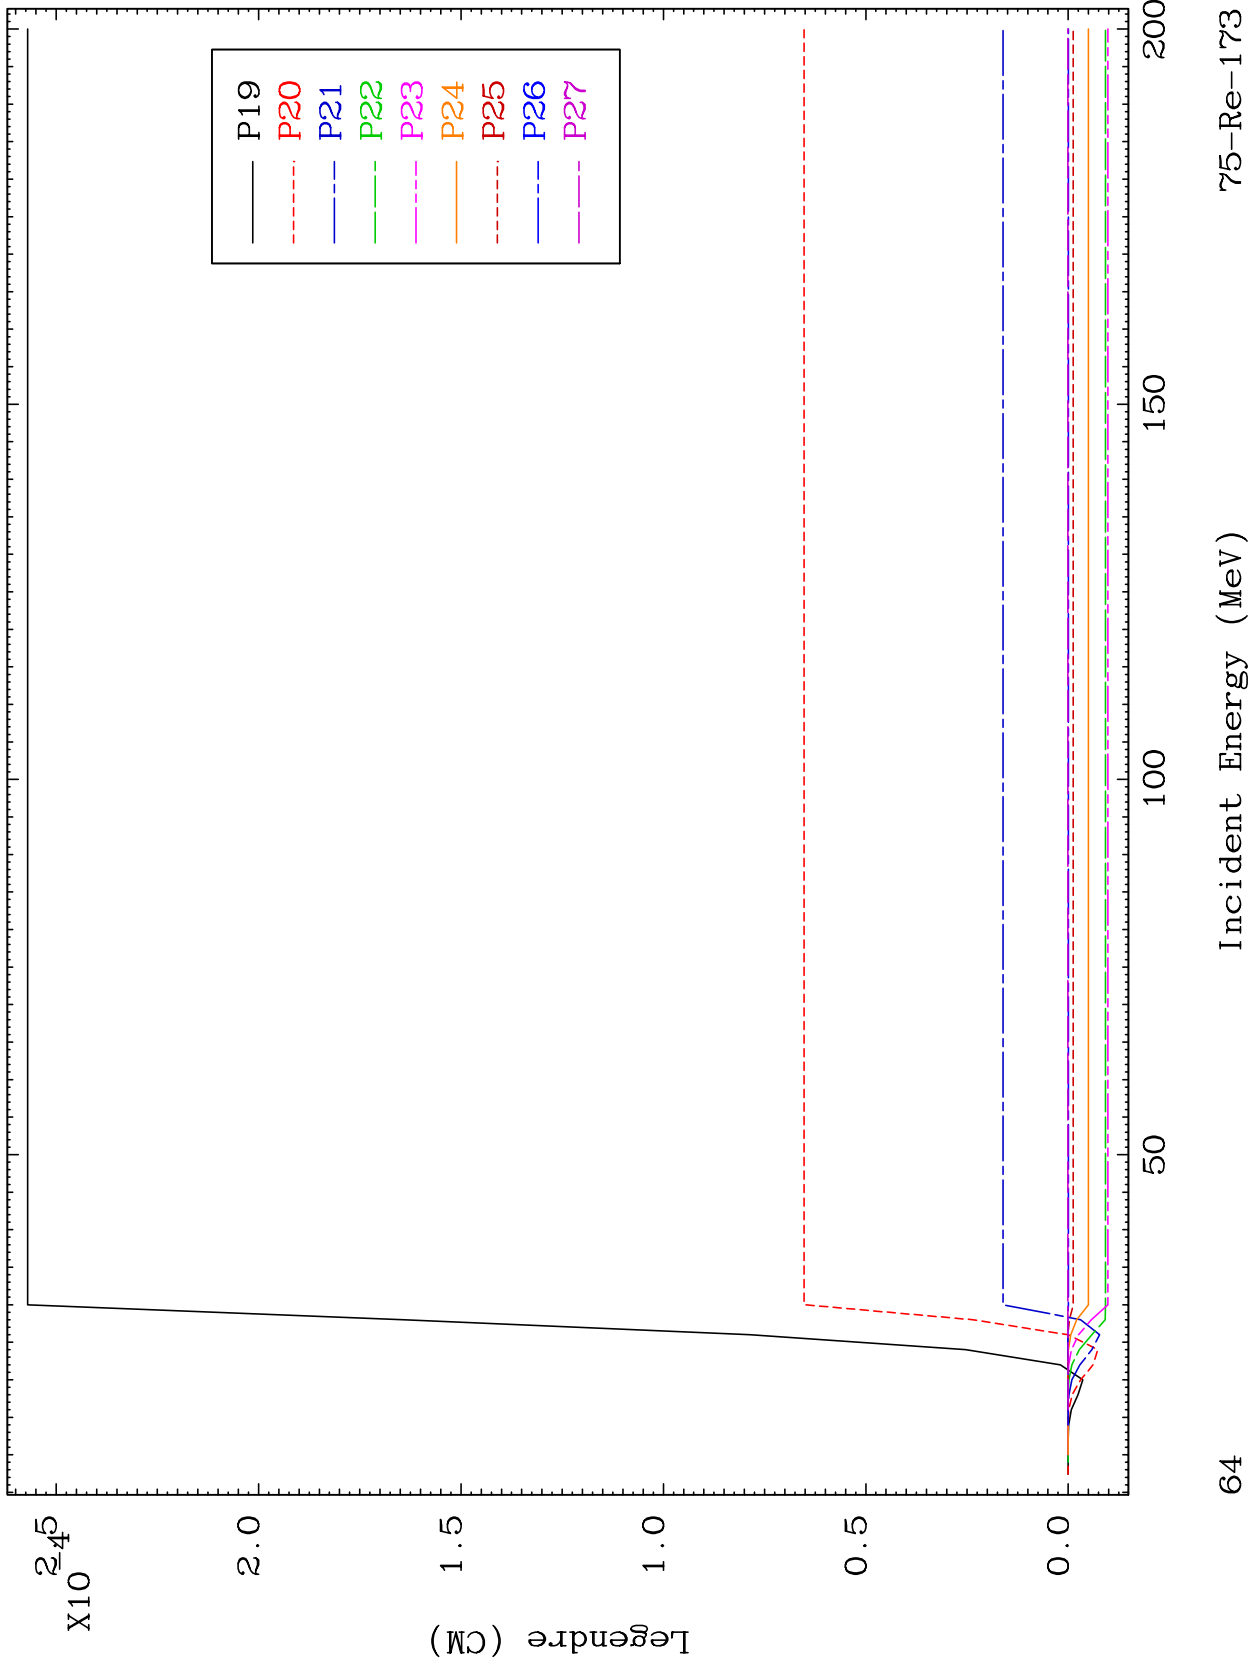 Legendre (CM)
X10
-4
2.5
2.0
1.5
1.0
0.5
0.0
P19
P20
P21
P22
P23
P24
P25
P26
P27
50
100
150
200
Incident Energy (MeV)
64
75-Re-173